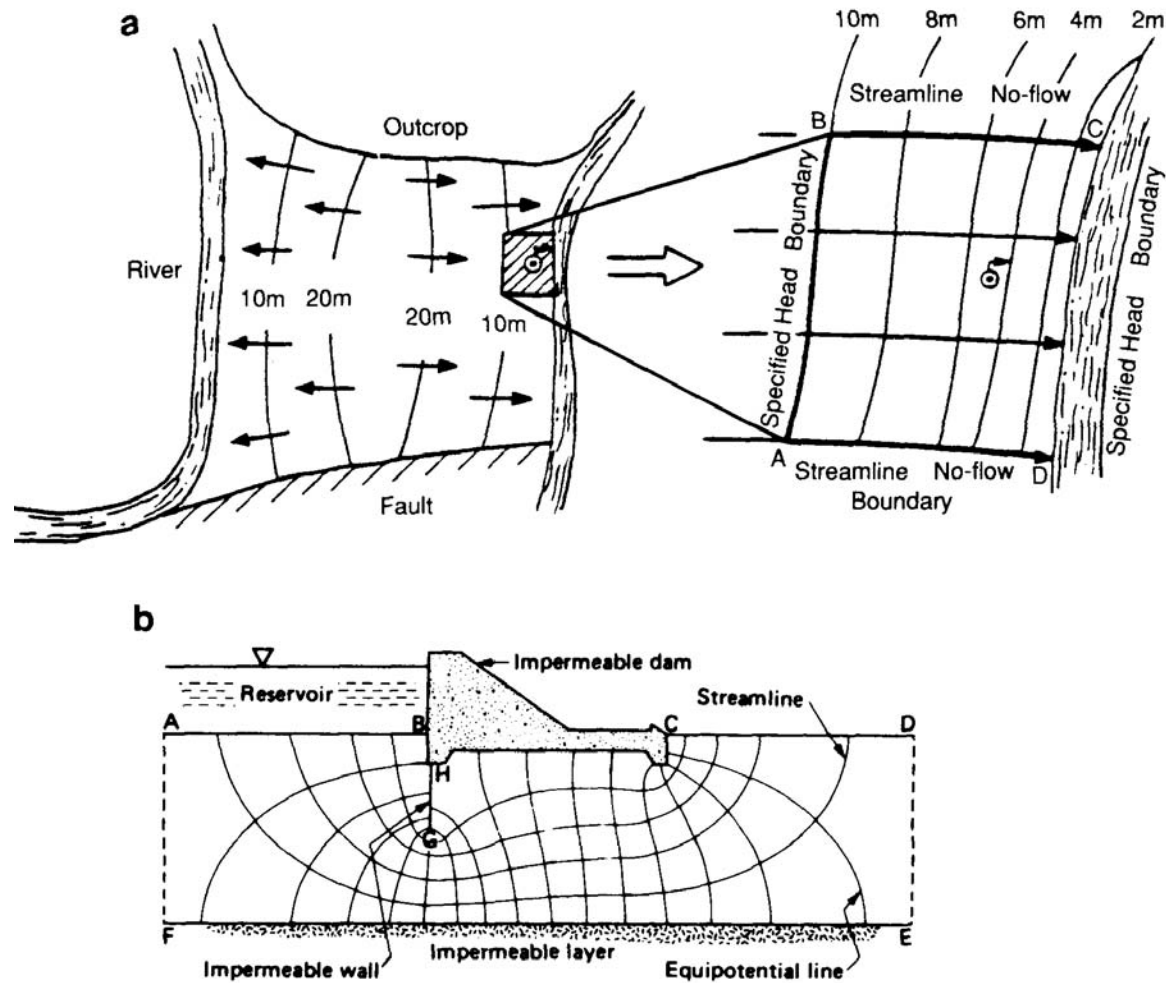 a
Outcrop
River
10m 20m
20m 10m
Fault
10m 8m 6m 4m 2m
Streamline No-flow
B
C
Specified Head Boundary
Specified Head Boundary
A
D
Streamline No-flow
Boundary
b
Impermeable dam
Reservoir
Streamline
A
B
C
D
H
G
F
E
Impermeable wall
Impermeable layer
Equipotential line